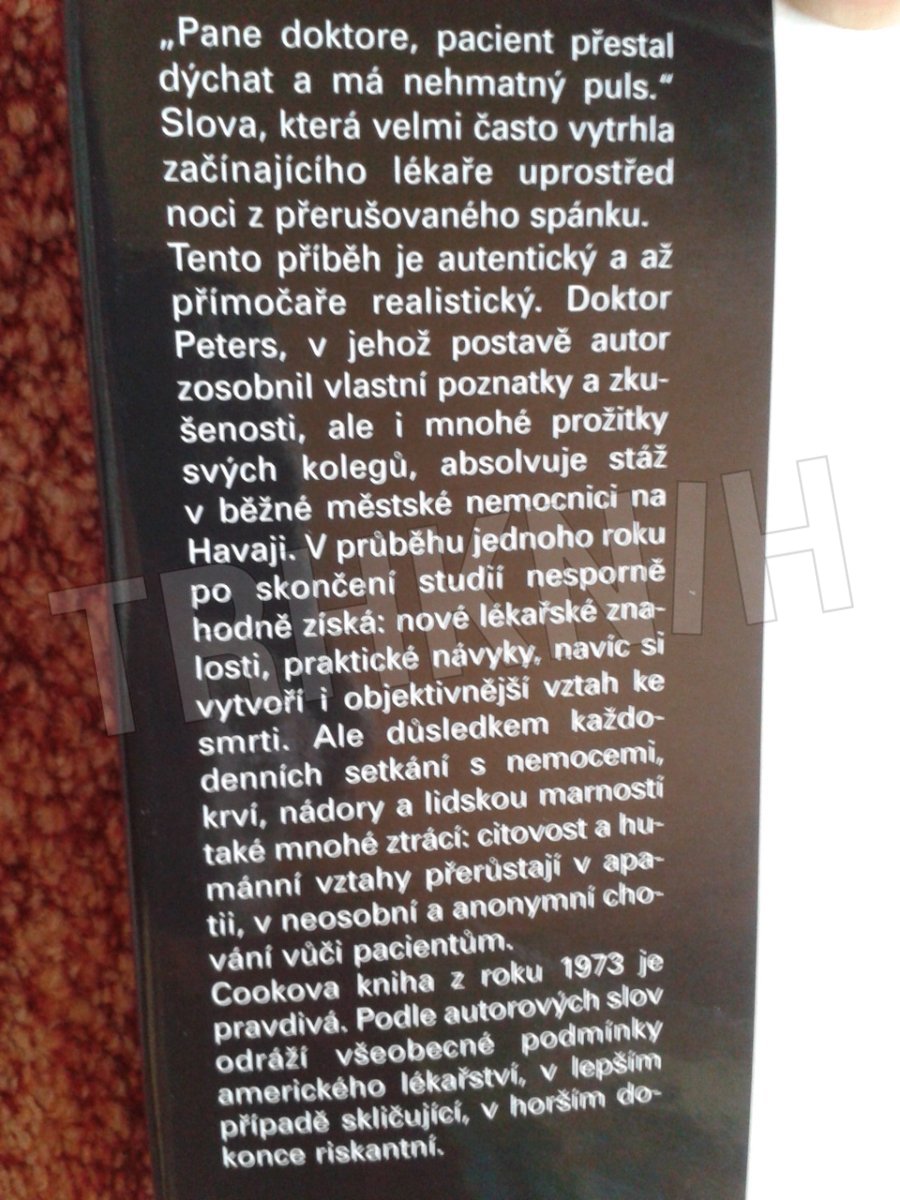 „Pane doktore, pacient přestal
dýchat a má nehmatný puls.“
Slova, která velmi často vytrhla
začínajícího lékaře uprostřed
noci z přerušovaného spánku.
Tento příběh je autentický a až
přímočaře realistický. Doktor
Peters, v jehož postavě autor
zosobnil vlastní poznatky a zku-
šenosti, ale i mnohé prožitky
svých kolegů, absolvuje stáž
v běžné městské nemocnici na
Havaji. V průběhu jednoho roku
po skončení studií nesporně
hodně získá: nové lékařské zna-
losti, praktické návyky, navíc si
vytvoří i objektivnější vztah ke
smrti. Ale důsledkem každo-
denních setkání s nemocemi,
krví, nádory a lidskou marností
také mnohé ztrácí: citovost a hu-
mánní vztahy přerůstají v apa-
tii, v neosobní a anonymní cho-
vání vůči pacientům.
Cookova kniha z roku 1973 je
pravdivá. Podle autorových slov
odráží všeobecné podmínky
amerického lékařství, v lepším
případě skličující, v horším do-
konce riskantní.
TRHKNIH